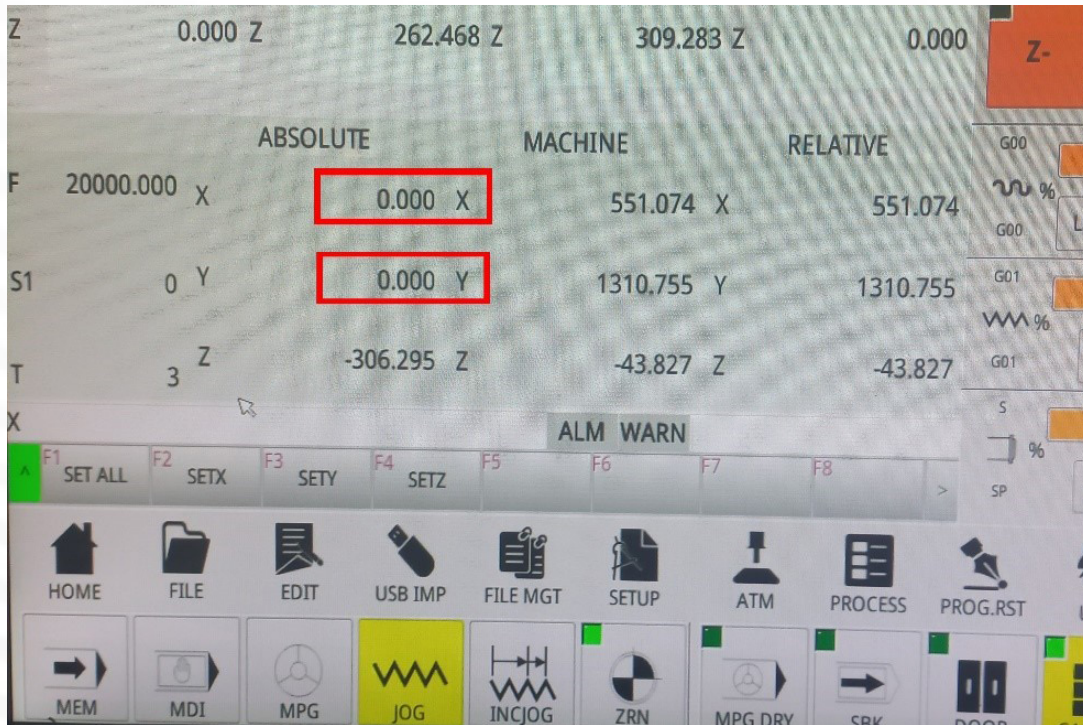 Z 0.000 Z 262.468 Z 309.283 Z 0.000
Z-
ABSOLUTE MACHINE RELATIVE
F 20000.000 X 0.000 X 551.074 X 551.074
S1 0 Y 0.000 Y 1310.755 Y 1310.755
T 3 Z -306.295 Z -43.827 Z -43.827
X
ALM WARN
G00
%
G00
G01
%
G01
S
%
SP
^ F1 SET ALL F2 SETX F3 SETY F4 SETZ F5 F6 F7 F8 >
HOME FILE EDIT USB IMP FILE MGT SETUP ATM PROCESS PROG.RST
MEM MDI MPG JOG INCJOG ZRN MPG DRY SBK DOOR